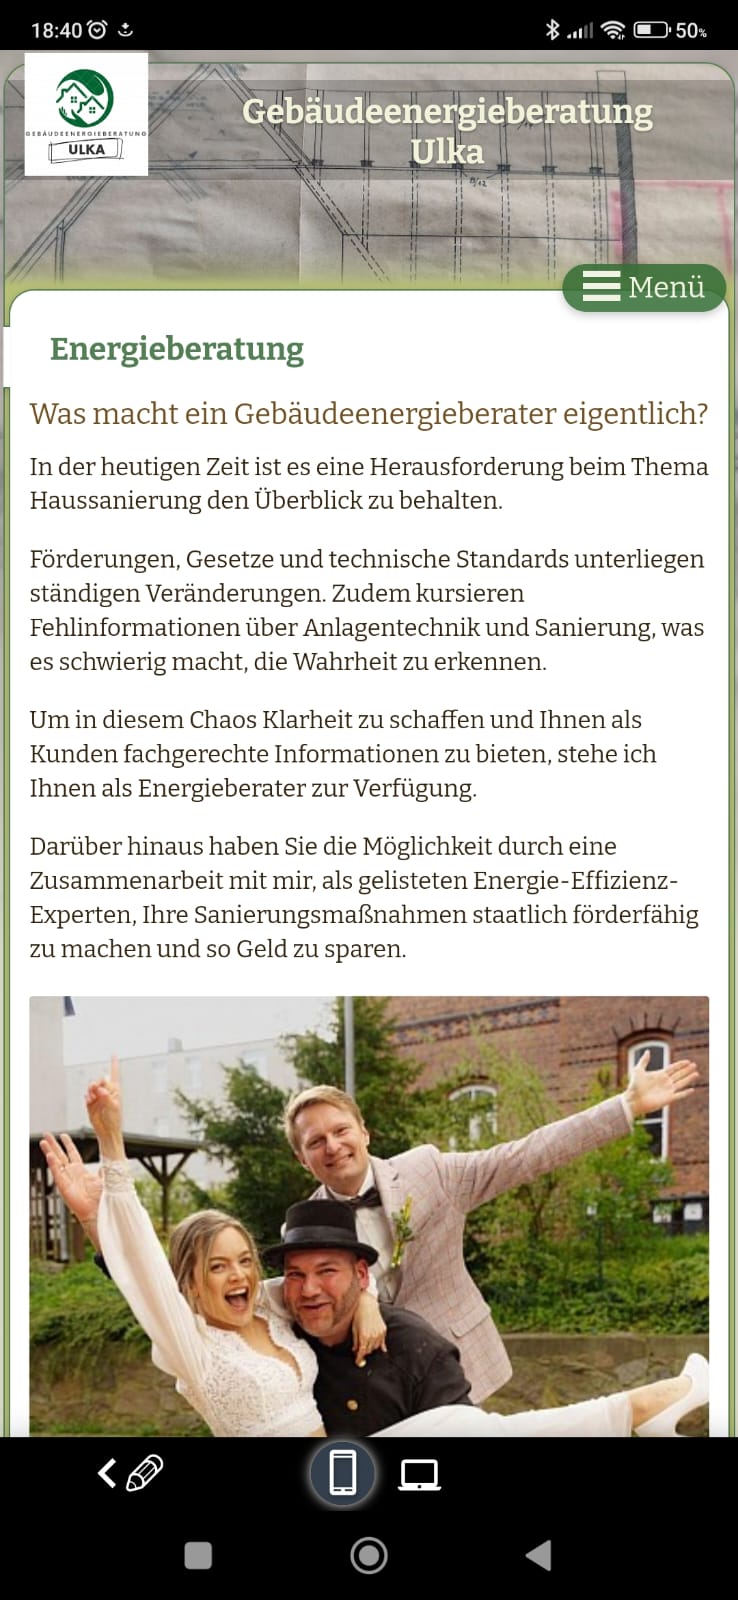 18:40
50%
GEBÄUDEENERGIEBERATUNG
ULKA
Gebäudeenergieberatung
Ulka
Menü
Energieberatung
Was macht ein Gebäudeenergieberater eigentlich?
In der heutigen Zeit ist es eine Herausforderung beim Thema
Haussanierung den Überblick zu behalten.
Förderungen, Gesetze und technische Standards unterliegen
ständigen Veränderungen. Zudem kursieren
Fehlinformationen über Anlagentechnik und Sanierung, was
es schwierig macht, die Wahrheit zu erkennen.
Um in diesem Chaos Klarheit zu schaffen und Ihnen als
Kunden fachgerechte Informationen zu bieten, stehe ich
Ihnen als Energieberater zur Verfügung.
Darüber hinaus haben Sie die Möglichkeit durch eine
Zusammenarbeit mit mir, als gelisteten Energie-Effizienz-
Experten, Ihre Sanierungsmaßnahmen staatlich förderfähig
zu machen und so Geld zu sparen.